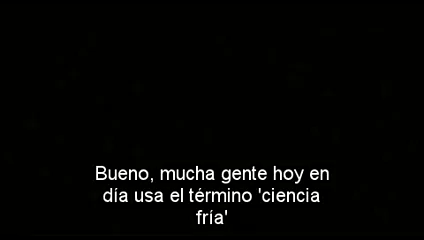 Bueno, mucha gente hoy en
día usa el término 'ciencia
fría'